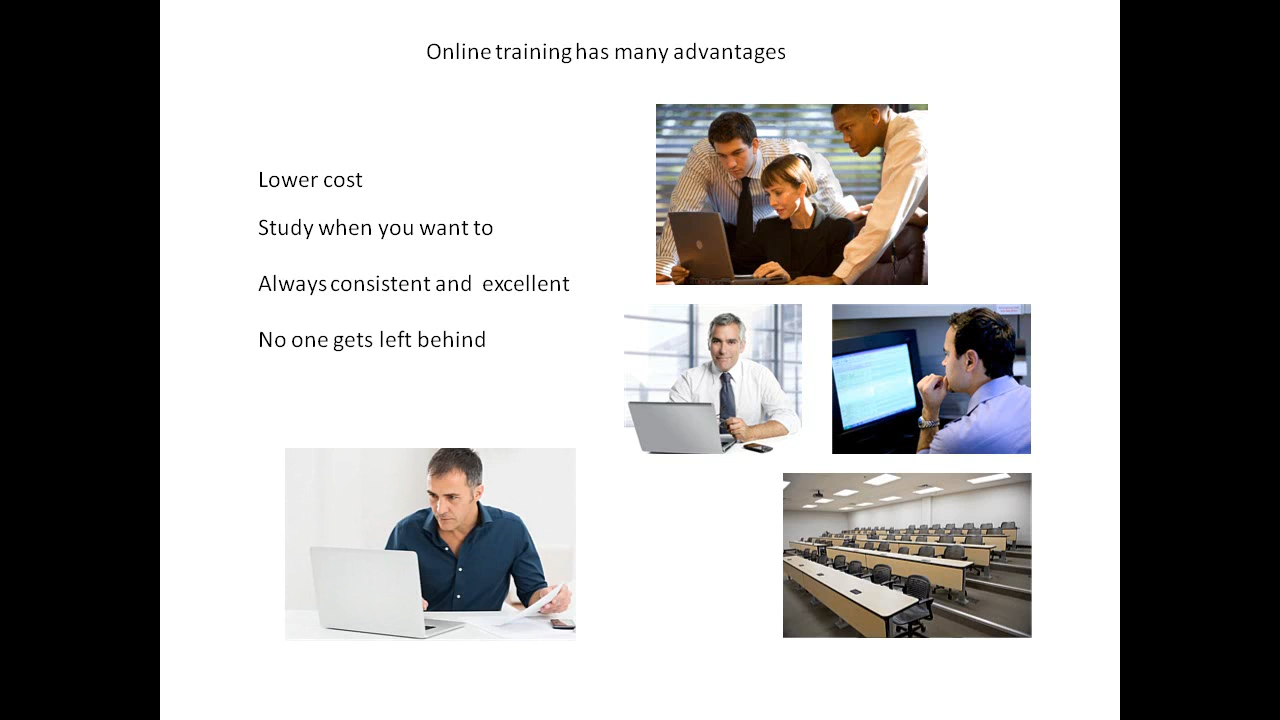 Online training has many advantages
Lower cost
Study when you want to
Always consistent and  excellent
No one gets left behind